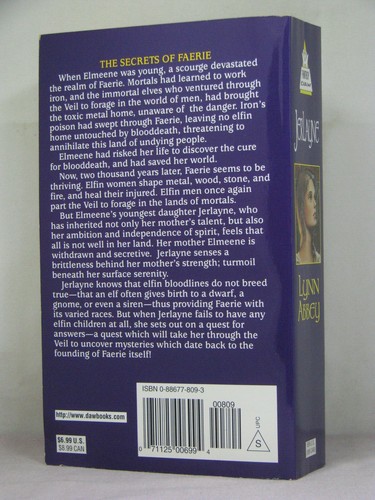 THE SECRETS OF FAERIE
When Elmeene was young, a scourge devastated
the realm of Faerie. Mortals had learned to work
iron, and the immortal elves who ventured through
the Veil to forage in the world of men, had brought
the toxic metal home, unaware of the danger. Iron's
poison had swept through Faerie, leaving no elfin
home untouched by blooddeath, threatening to
annihilate this land of undying people.
Elmeene had risked her life to discover the cure
for blooddeath, and had saved her world.
Now, two thousand years later, Faerie seems to be
thriving. Elfin women shape metal, wood, stone, and
fire, and heal their injured. Elfin men once again
part the Veil to forage in the lands of mortals.
But Elmeene's youngest daughter Jerlayne, who
has inherited not only her mother's talent, but also
her ambition and independence of spirit, feels that
all is not well in her land. Her mother Elmeene is
withdrawn and secretive. Jerlayne senses a
brittleness behind her mother's strength; turmoil
beneath her surface serenity.
Jerlayne knows that elfin bloodlines do not breed
true—that an elf often gives birth to a dwarf, a
gnome, or even a siren—thus providing Faerie with
its varied races. But when Jerlayne fails to have any
elfin children at all, she sets out on a quest for
answers—a quest which will take her through the
Veil to uncover mysteries which date back to the
founding of Faerie itself!
ISBN 0-88677-809-3
00809
http://www.dawbooks.com
$6.99 U.S.
$8.99 CAN
0 71125 00699 4
S
UPC
JERLAYNE
LYNN
ABBEY